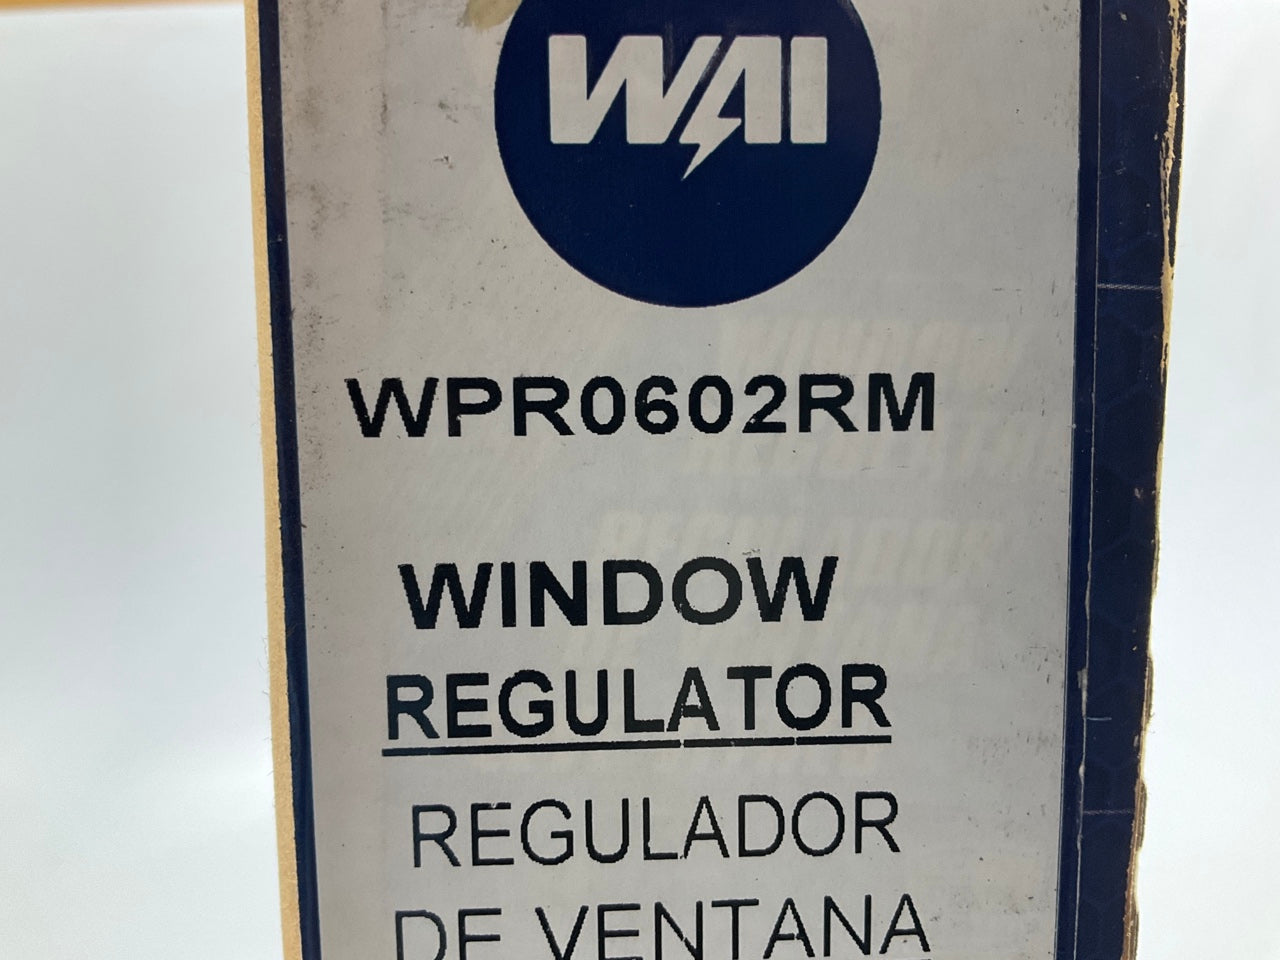 WAI
WPR0602RM
WINDOW
REGULATOR
REGULADOR
DE VENTANA